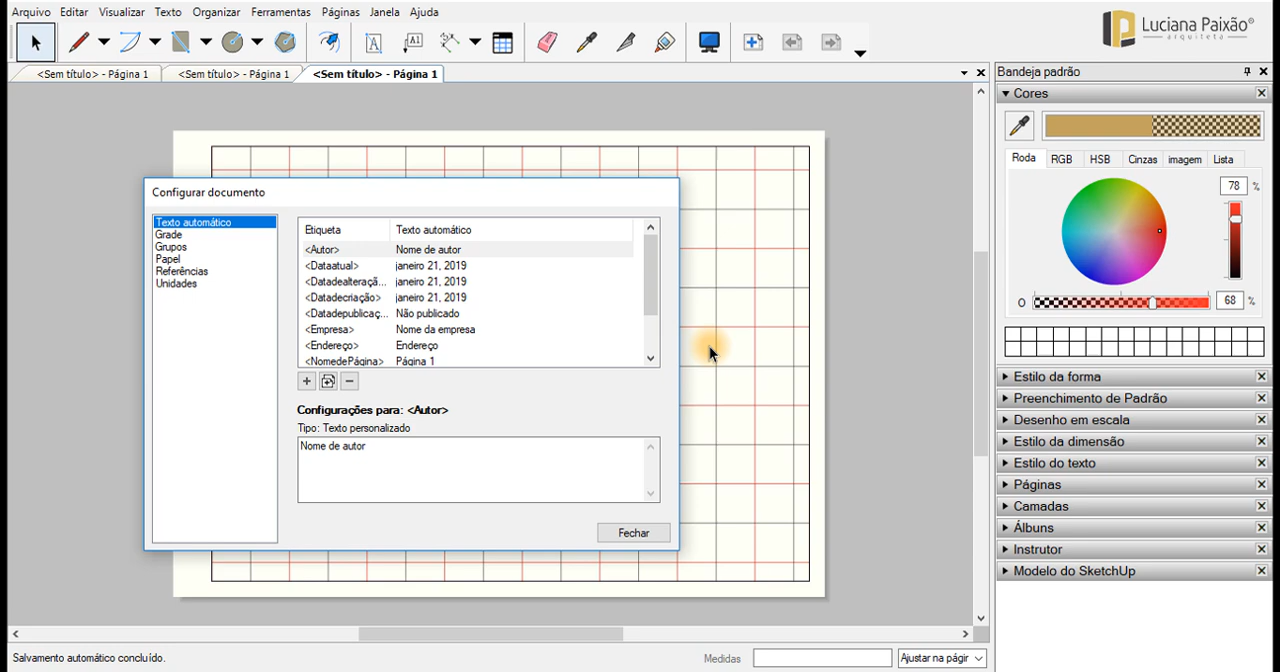 Arquivo Editar Visualizar Texto Organizar Ferramentas Páginas Janela Ajuda
Luciana Paixão®
arquiteta
<Sem título> - Página 1
<Sem título> - Página 1
<Sem título> - Página 1
Bandeja padrão
Cores
Roda RGB HSB Cinzas imagem Lista
78 %
O 68 %
Estilo da forma
Preenchimento de Padrão
Desenho em escala
Estilo da dimensão
Estilo do texto
Páginas
Camadas
Álbuns
Instrutor
Modelo do SketchUp
Configurar documento
Texto automático
Grade
Grupos
Papel
Referências
Unidades
Etiqueta Texto automático
<Autor> Nome de autor
<Dataatual> janeiro 21, 2019
<Datadealteraçã... janeiro 21, 2019
<Datadecriação> janeiro 21, 2019
<Datadepublicaç... Não publicado
<Empresa> Nome da empresa
<Endereço> Endereço
<NomedePágina> Página 1
Configurações para: <Autor>
Tipo: Texto personalizado
Nome de autor
Fechar
Salvamento automático concluído.
Medidas
Ajustar na págir